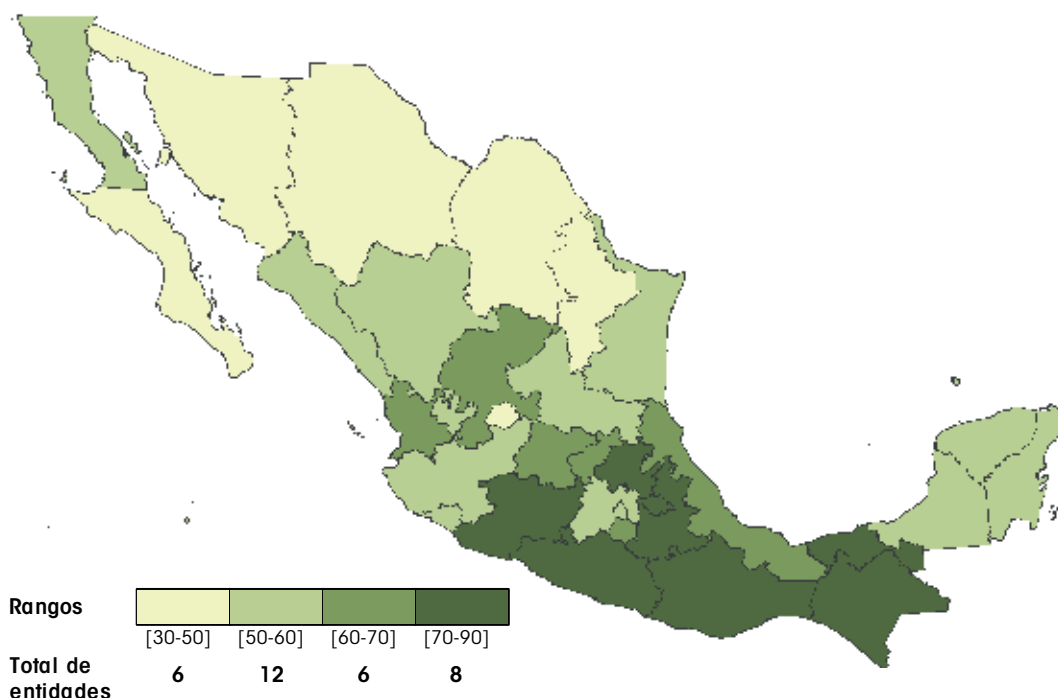 Rangos
[30-50] [50-60] [60-70] [70-90]
Total de
entidades
6 12 6 8